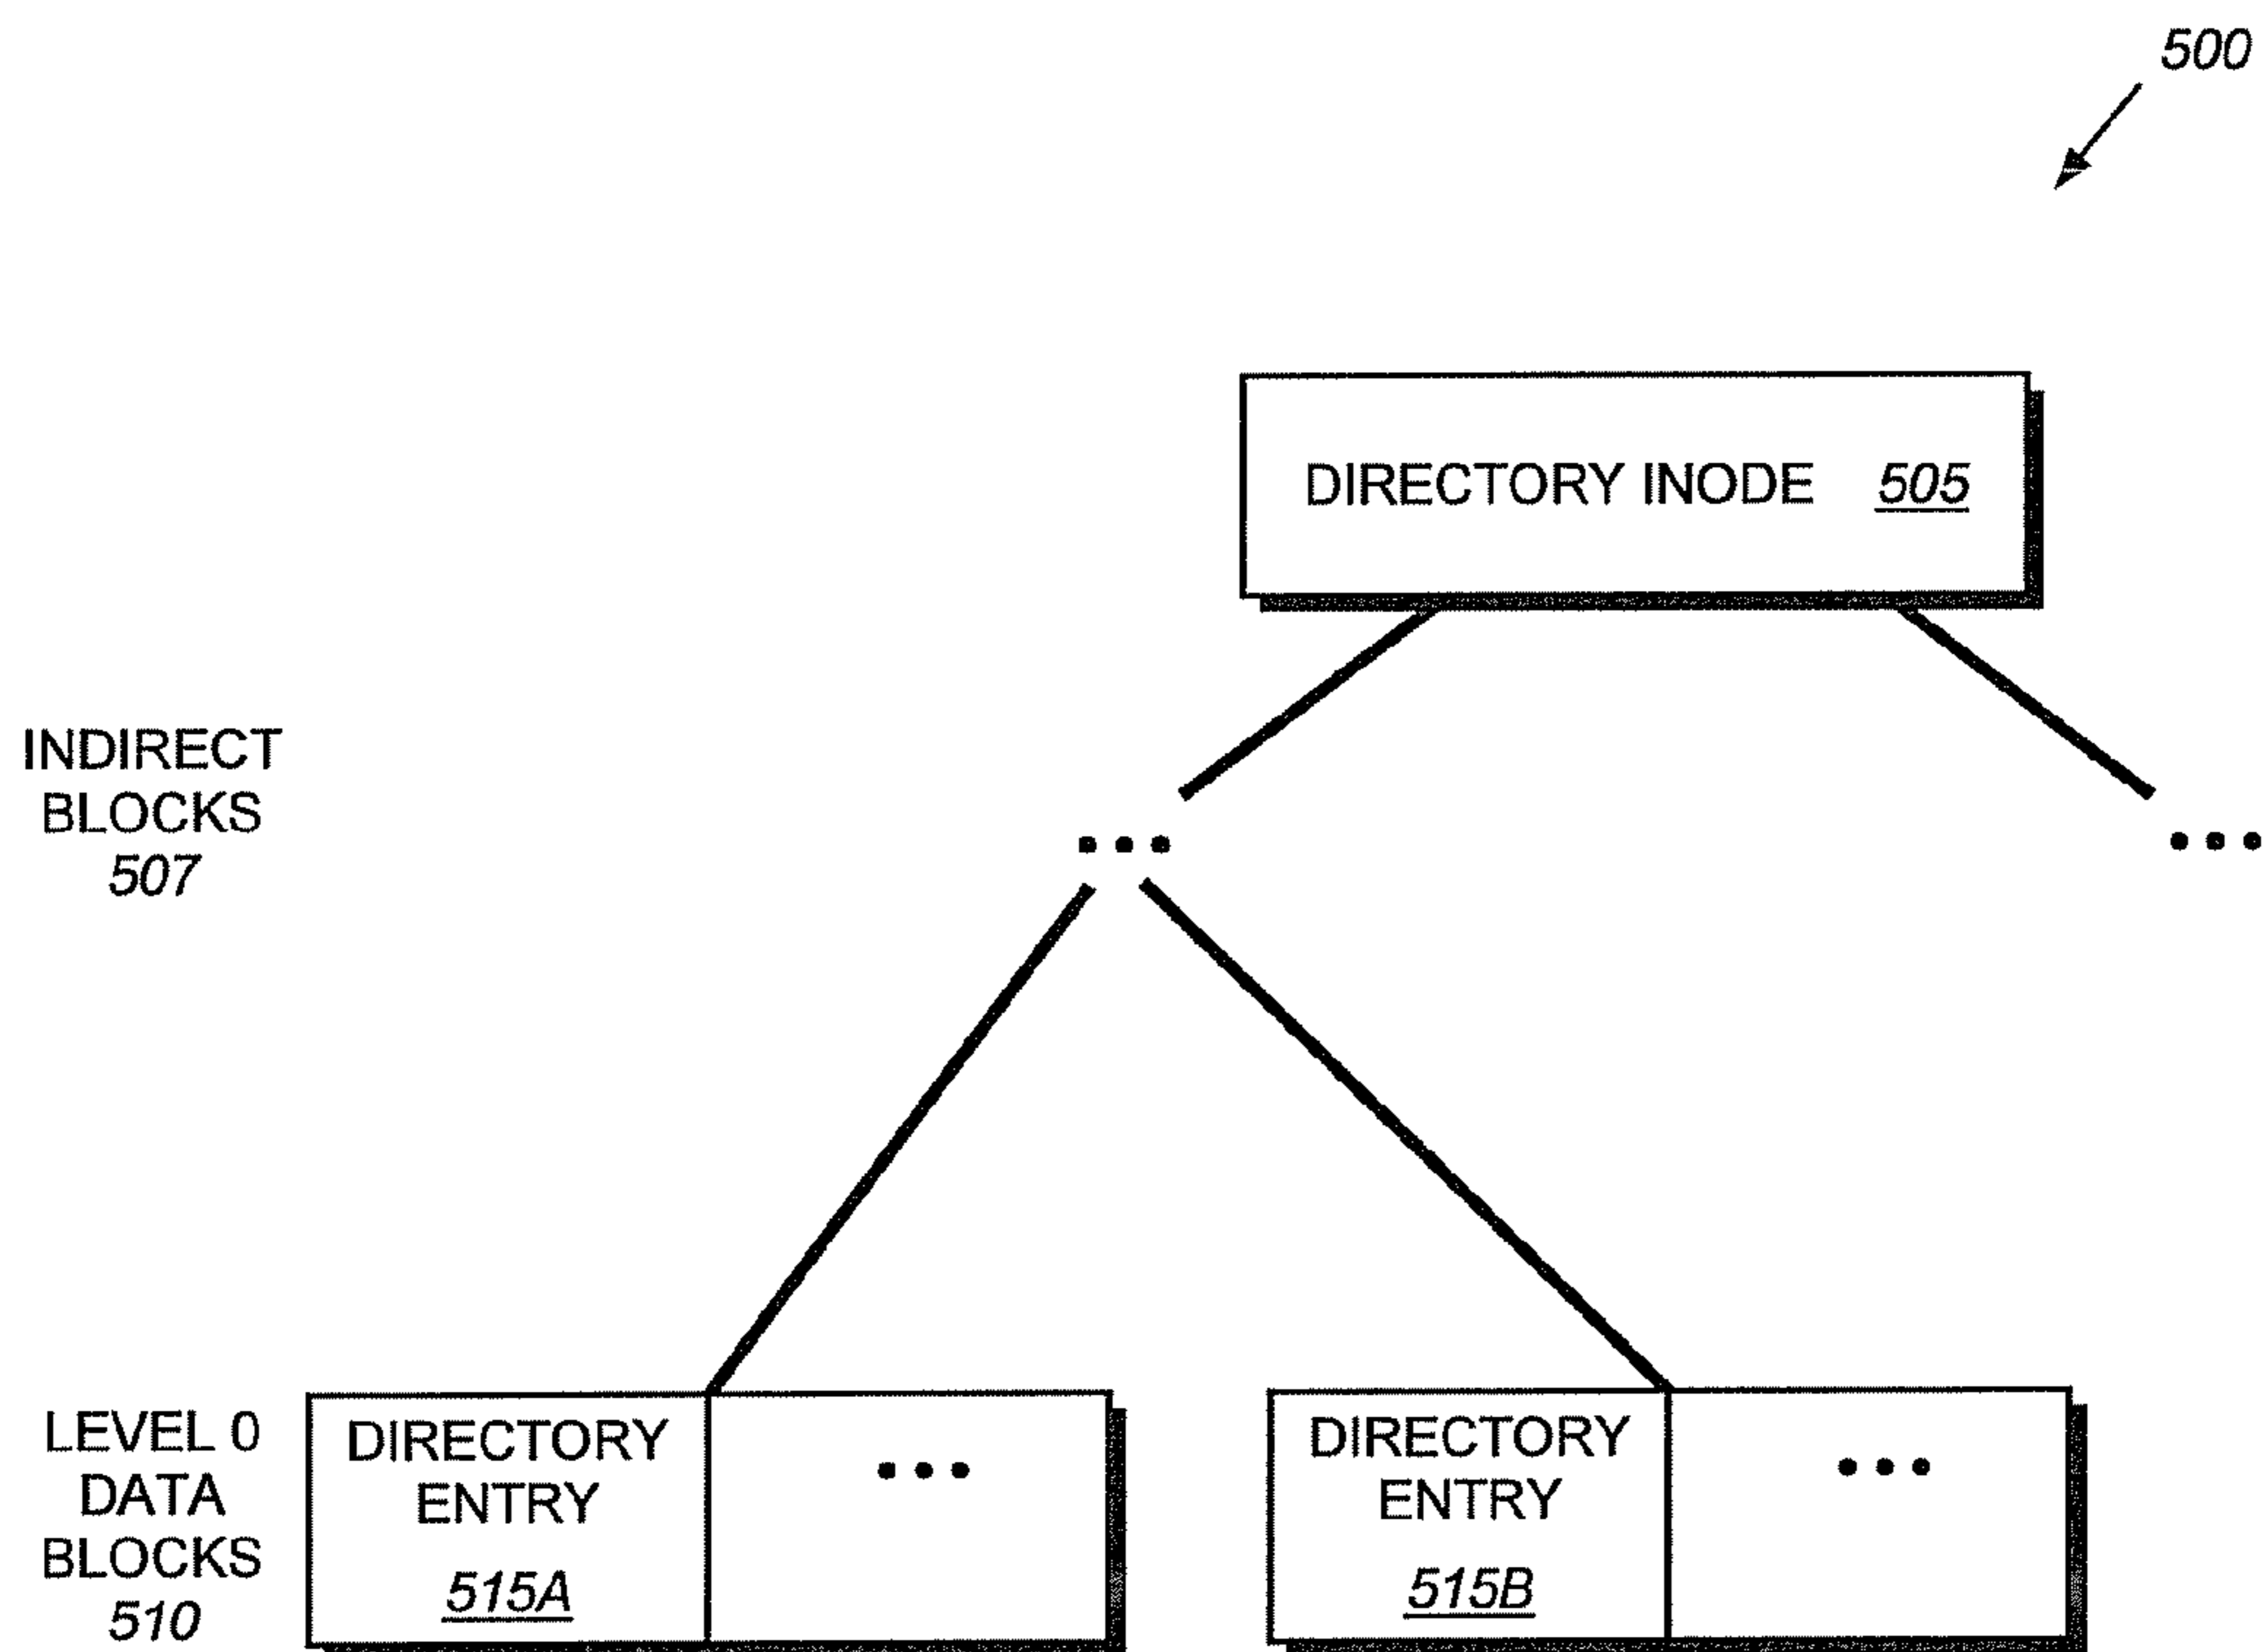 500
DIRECTORY INODE 505
INDIRECT
BLOCKS
507
LEVEL 0
DATA
BLOCKS
510
DIRECTORY
ENTRY
515A
DIRECTORY
ENTRY
515B